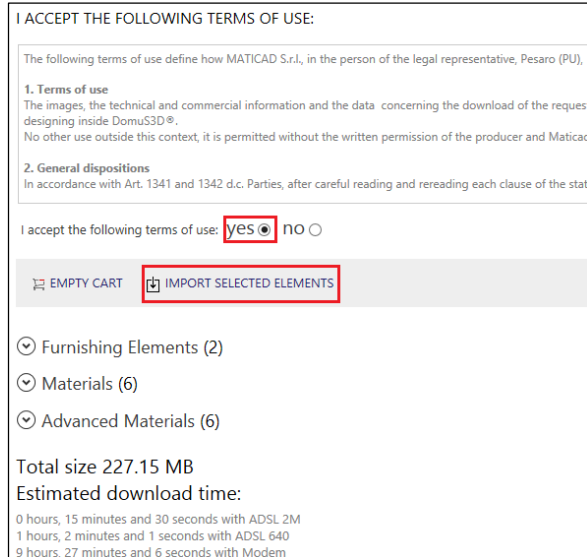 I ACCEPT THE FOLLOWING TERMS OF USE:
The following terms of use define how MATICAD S.r.l., in the person of the legal representative, Pesaro (PU),
1. Terms of use
The images, the technical and commercial information and the data concerning the download of the reques
designing inside DomuS3D®.
No other use outside this context, it is permitted without the written permission of the producer and Maticad
2. General dispositions
In accordance with Art. 1341 and 1342 d.c. Parties, after careful reading and rereading each clause of the stat
I accept the following terms of use: yes no
EMPTY CART IMPORT SELECTED ELEMENTS
Furnishing Elements (2)
Materials (6)
Advanced Materials (6)
Total size 227.15 MB
Estimated download time:
0 hours, 15 minutes and 30 seconds with ADSL 2M
1 hours, 2 minutes and 1 seconds with ADSL 640
9 hours, 27 minutes and 6 seconds with Modem